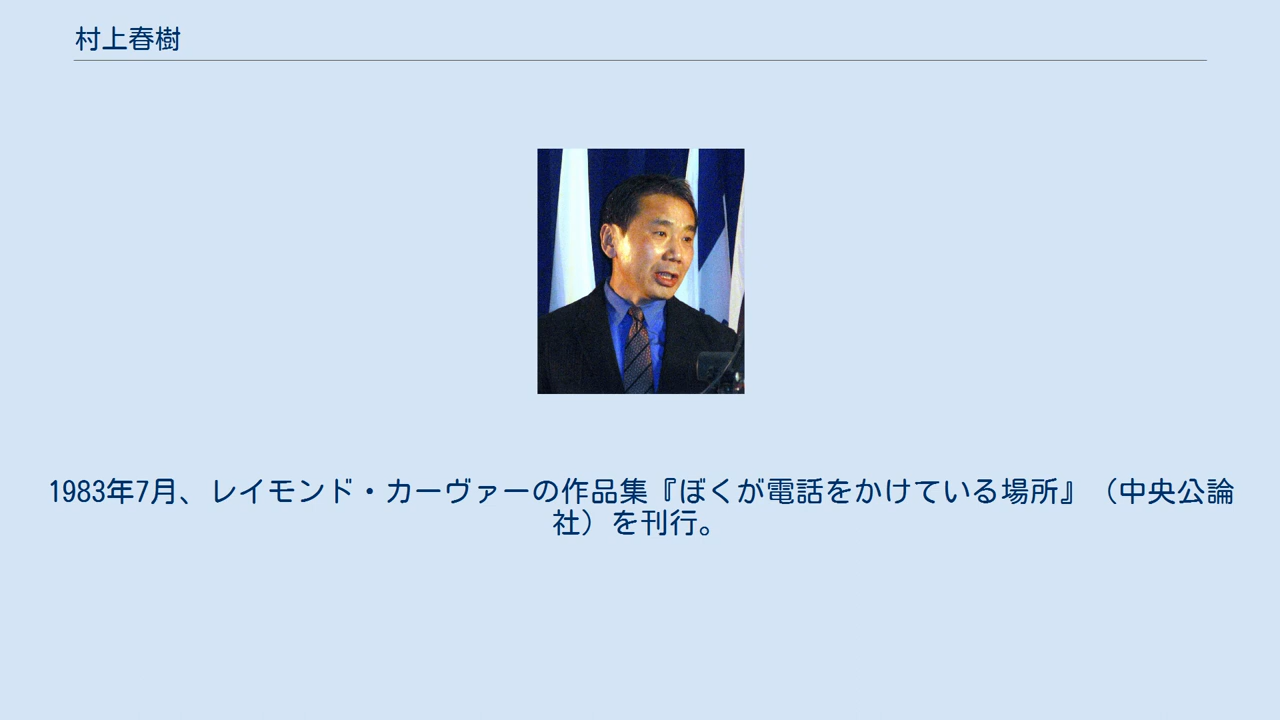 村上春樹
1983年7月、レイモンド・カーヴァーの作品集『ぼくが電話をかけている場所』（中央公論
社）を刊行。